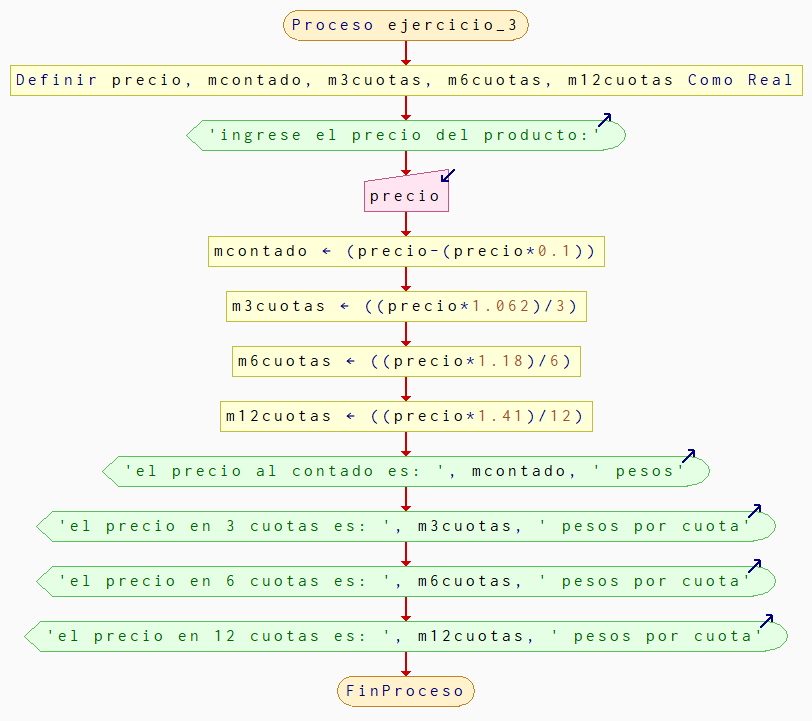 Proceso ejercicio_3
Definir precio, mcontado, m3cuotas, m6cuotas, m12cuotas Como Real
'ingrese el precio del producto:'
precio
mcontado ← (precio-(precio*0.1))
m3cuotas ← ((precio*1.062)/3)
m6cuotas ← ((precio*1.18)/6)
m12cuotas ← ((precio*1.41)/12)
'el precio al contado es: ', mcontado, ' pesos'
'el precio en 3 cuotas es: ', m3cuotas, ' pesos por cuota'
'el precio en 6 cuotas es: ', m6cuotas, ' pesos por cuota'
'el precio en 12 cuotas es: ', m12cuotas, ' pesos por cuota'
FinProceso